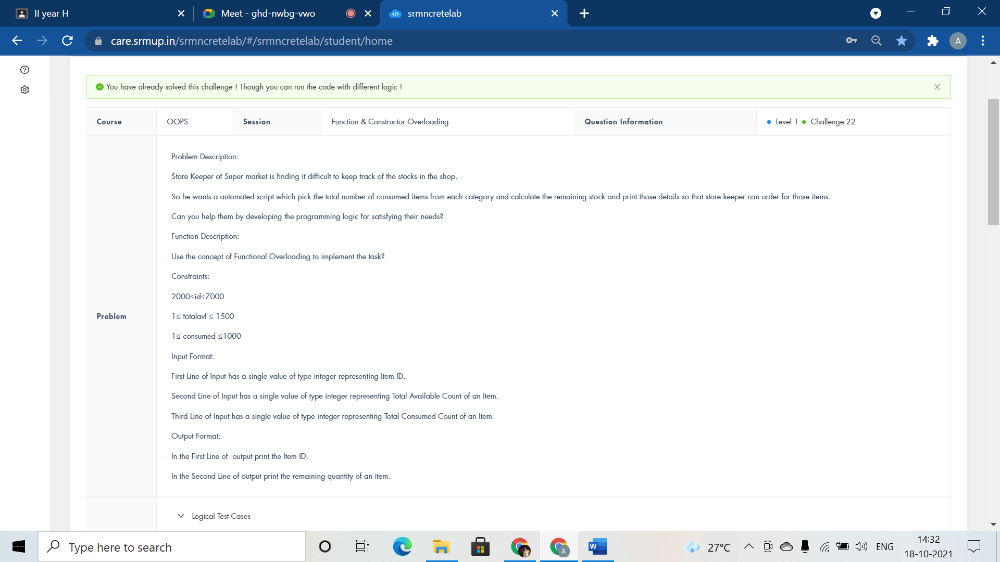 II year H
Meet - ghd-nwbg-vwo
srmncretelab
care.srmup.in/srmncretelab/#/srmncretelab/student/home
A
You have already solved this challenge ! Though you can run the code with different logic !
Course
OOPS
Session
Function & Constructor Overloading
Question Information
Level 1
Challenge 22
Problem
Problem Description:
Store Keeper of Super market is finding it difficult to keep track of the stocks in the shop.
So he wants a automated script which pick the total number of consumed items from each category and calculate the remaining stock and print those details so that store keeper can order for those items.
Can you help them by developing the programming logic for satisfying their needs?
Function Description:
Use the concept of Functional Overloading to implement the task?
Constraints:
2000≤id≤7000
1≤ totalavl ≤ 1500
1≤ consumed ≤1000
Input Format:
First Line of Input has a single value of type integer representing Item ID.
Second Line of Input has a single value of type integer representing Total Available Count of an Item.
Third Line of Input has a single value of type integer representing Total Consumed Count of an Item.
Output Format:
In the First Line of  output print the Item ID.
In the Second Line of output print the remaining quantity of an item.
Logical Test Cases
Type here to search
A
W
27°C
ENG
14:32
18-10-2021